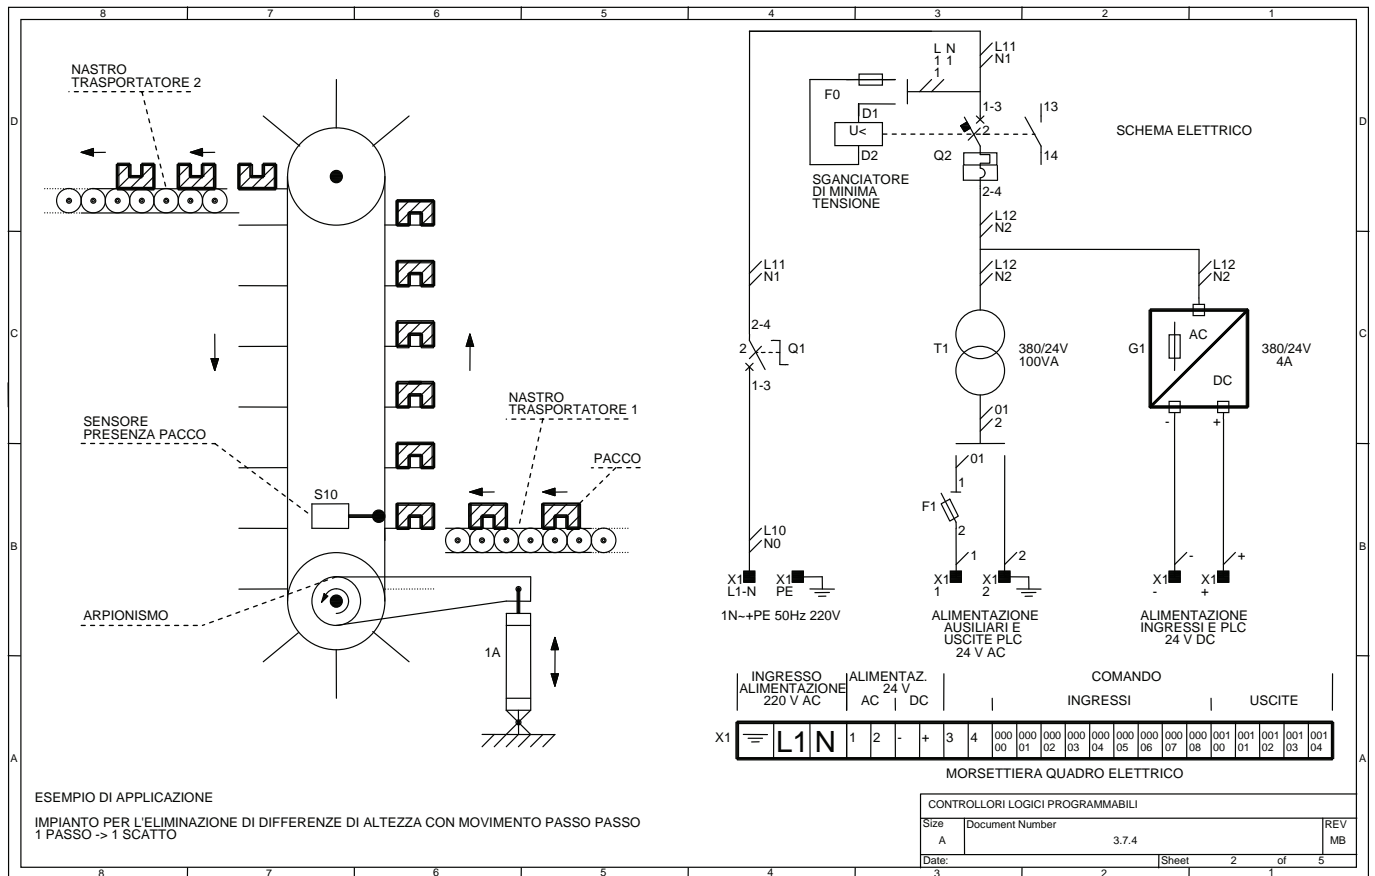 8 7 6 5 4 3 2 1
D
C
B
A
NASTRO
TRASPORTATORE 2
SENSORE
PRESENZA PACCO
S10
NASTRO
TRASPORTATORE 1
PACCO
ARPIONISMO
1A
ESEMPIO DI APPLICAZIONE
IMPIANTO PER L'ELIMINAZIONE DI DIFFERENZE DI ALTEZZA CON MOVIMENTO PASSO PASSO
1 PASSO -> 1 SCATTO
L N
1 1
1
L11
N1
F0
D1
U<
D2
1-3
2
Q2
2-4
13
14
SCHEMA ELETTRICO
SGANCIATORE
DI MINIMA
TENSIONE
L12
N2
L11
N1
L12
N2
L12
N2
2-4
2
Q1
1-3
T1
380/24V
100VA
G1
AC
DC
380/24V
4A
- +
01
2
01
1
F1
2
L10
N0
1
2
-
+
X1
L1-N
X1
PE
X1
1
X1
2
X1
-
X1
+
1N~+PE 50Hz 220V
ALIMENTAZIONE
AUSILIARI E
USCITE PLC
24 V AC
ALIMENTAZIONE
INGRESSI E PLC
24 V DC
INGRESSO
ALIMENTAZIONE
220 V AC
ALIMENTAZ.
24 V
AC DC
COMANDO
INGRESSI USCITE
X1 L1 N 1 2 - + 3 4
000 000 000 000 000 000 000 000 000 001 001 001 001 001
00 01 02 03 04 05 06 07 08 00 01 02 03 04
MORSETTIERA QUADRO ELETTRICO
CONTROLLORI LOGICI PROGRAMMABILI
Size Document Number REV
A 3.7.4 MB
Date: Sheet 2 of 5
D
C
B
A
8 7 6 5 4 3 2 1